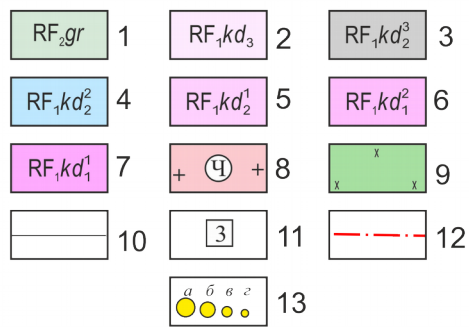 RF₂gr 1 RF₁kd₃ 2 RF₁kd₂³ 3
RF₁kd₂² 4 RF₁kd₂¹ 5 RF₁kd₁² 6
RF₁kd₁¹ 7 + Ч + 8 x x x 9
10 3 11 12
а б в г 13